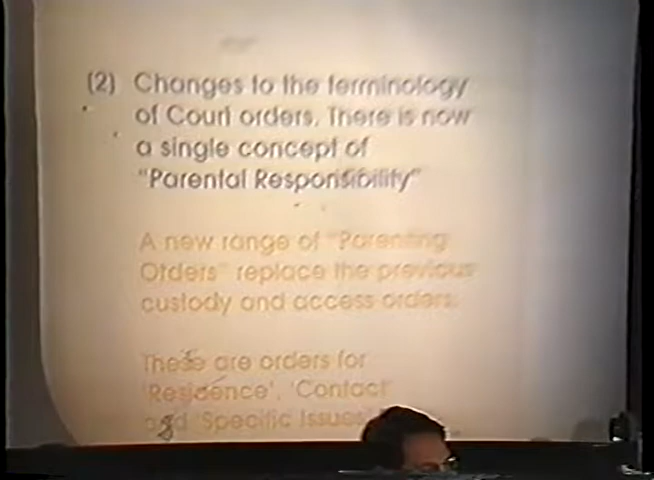 (2) Changes to the terminology
of Court orders. There is now
a single concept of
"Parental Responsibility"
A new range of "Parenting
Orders" replace the previous
custody and access orders.
These are orders for
'Residence', 'Contact'
and 'Specific Issues'